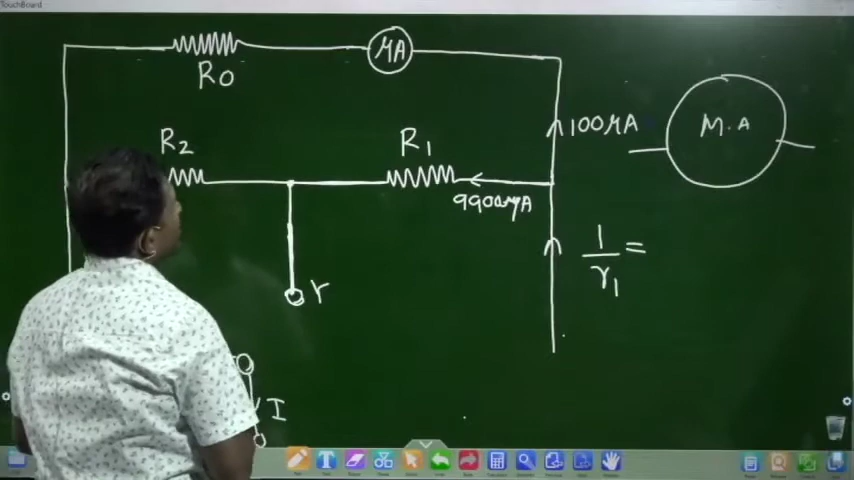 TouchBoard
R0
μA
100μA
M.A
R2
R1
9900μA
1/r1 =
r
I